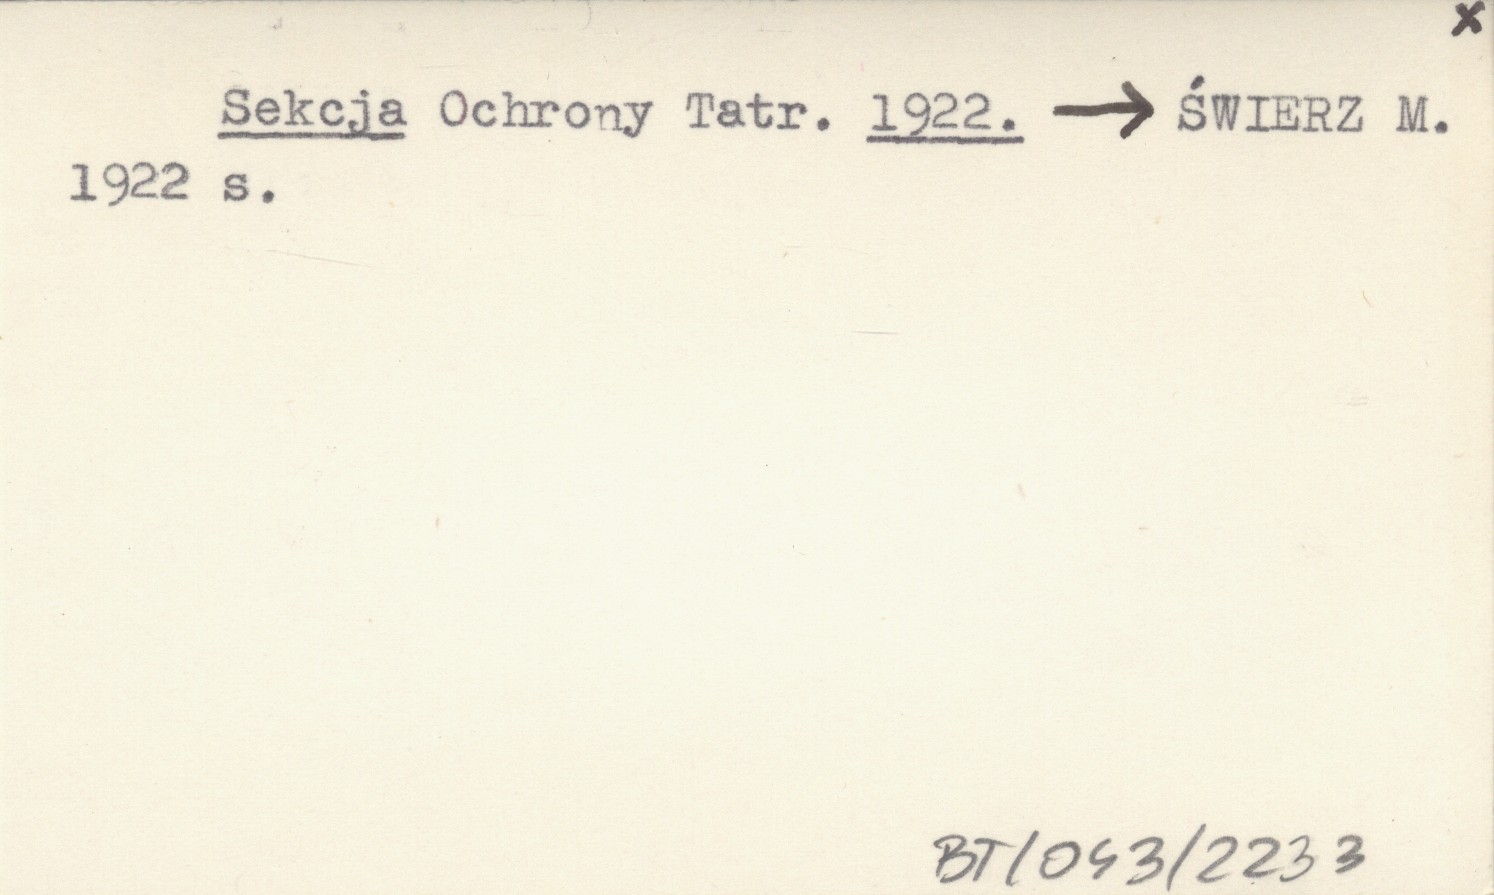 x
Sekcja Ochrony Tatr. 1922. → ŚWIERZ M.
1922 s.
BT/043/2233